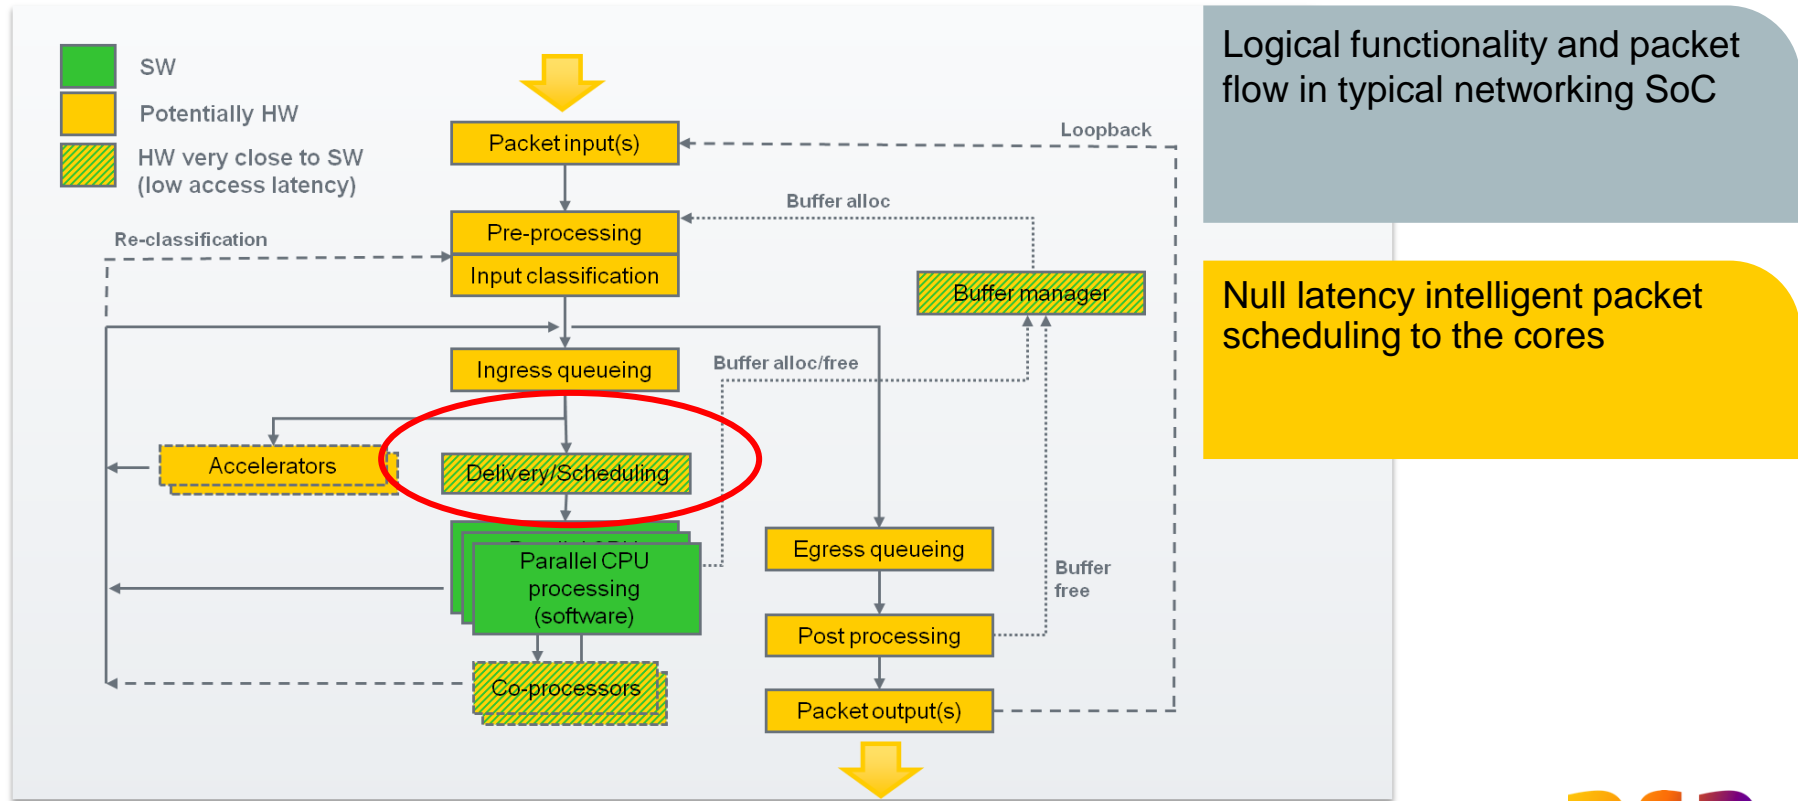 SW
Potentially HW
HW very close to SW
(low access latency)
Packet input(s)
Loopback
Pre-processing
Buffer alloc
Re-classification
Input classification
Buffer manager
Ingress queueing
Buffer alloc/free
Accelerators
Delivery/Scheduling
Parallel CPU
processing
(software)
Co-processors
Egress queueing
Buffer
free
Post processing
Packet output(s)
Logical functionality and packet
flow in typical networking SoC
Null latency intelligent packet
scheduling to the cores